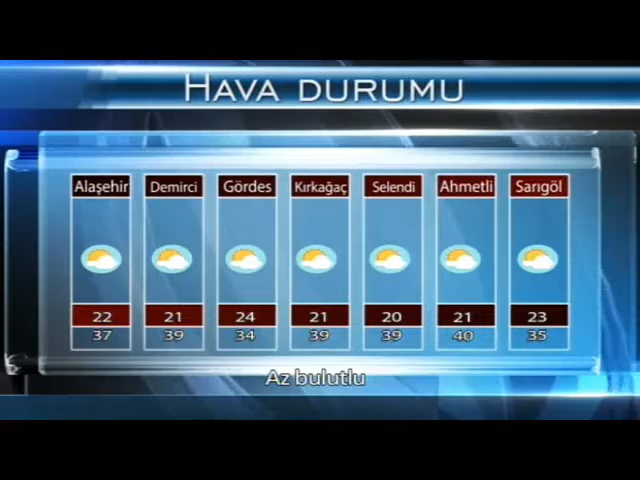 HAVA DURUMU
Alaşehir Demirci Gördes Kırkağaç Selendi Ahmetli Sarıgöl
22 21 24 21 20 21 23
37 39 34 39 39 40 35
Az bulutlu